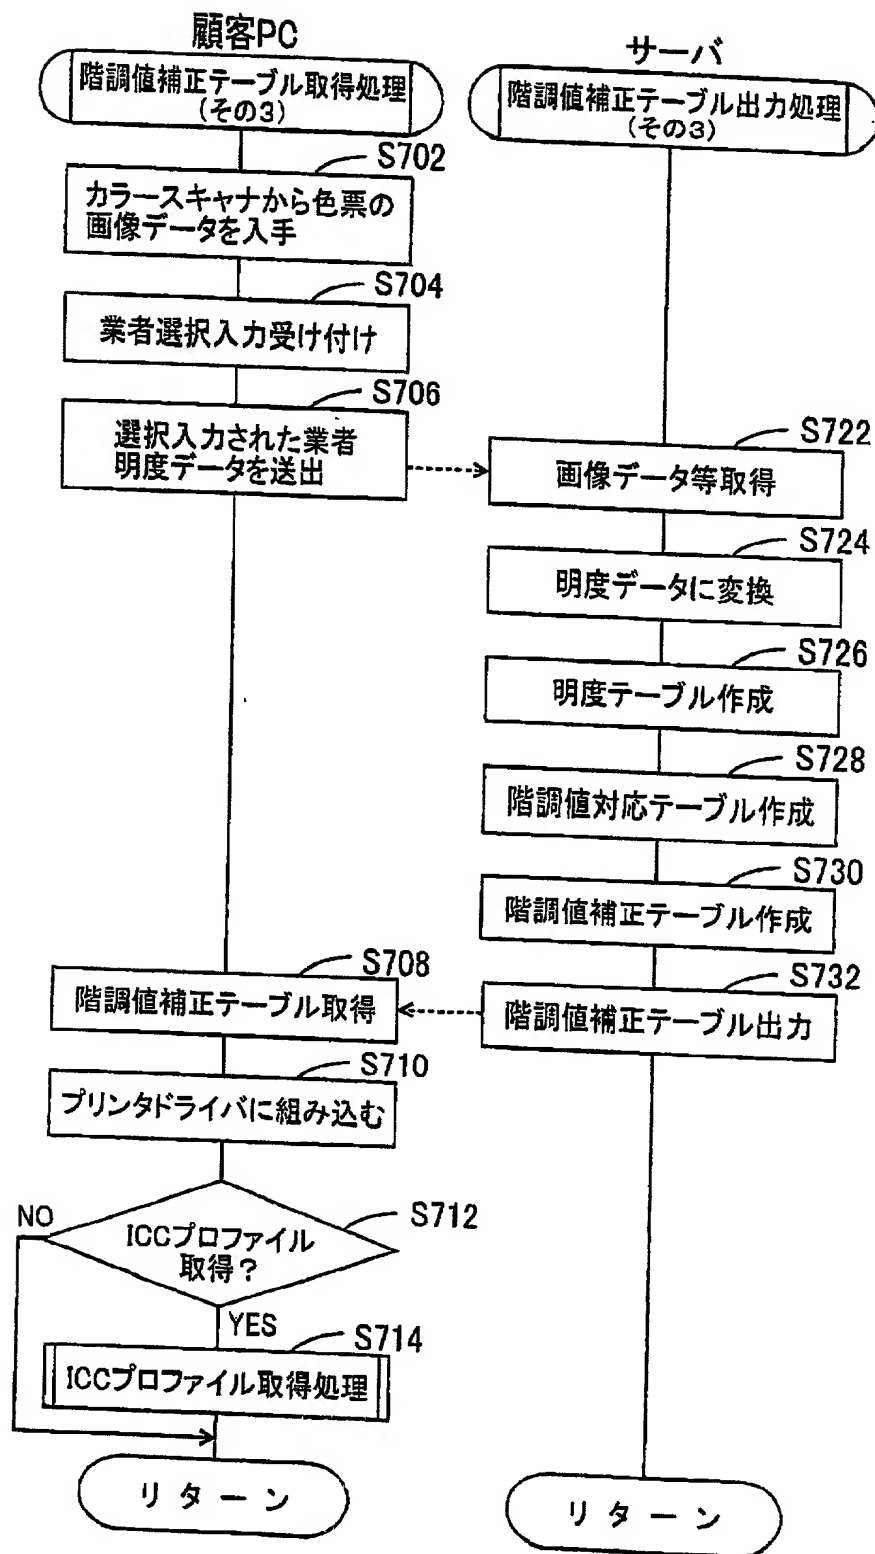 顧客PC
階調値補正テーブル取得処理
(その3)
S702
カラースキャナから色票の
画像データを入手
S704
業者選択入力受け付け
S706
選択入力された業者
明度データを送出
S708
階調値補正テーブル取得
S710
プリンタドライバに組み込む
S712
ICCプロファイル
取得?
NO
YES
S714
ICCプロファイル取得処理
リターン
サーバ
階調値補正テーブル出力処理
(その3)
S722
画像データ等取得
S724
明度データに変換
S726
明度テーブル作成
S728
階調値対応テーブル作成
S730
階調値補正テーブル作成
S732
階調値補正テーブル出力
リターン